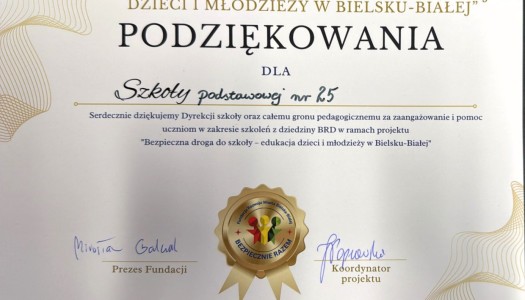 DZIECI I MŁODZIEŻY W BIELSKU-BIAŁEJ"
PODZIĘKOWANIA
DLA
Szkoły podstawowej nr 25
Serdecznie dziękujemy Dyrekcji szkoły oraz całemu gronu pedagogicznemu za zaangażowanie i pomoc
uczniom w zakresie szkoleń z dziedziny BRD w ramach projektu
"Bezpieczna droga do szkoły – edukacja dzieci i młodzieży w Bielsku-Białej"
BEZPIECZNIE RAZEM
Mirosław
Prezes Fundacji
Koordynator
projektu